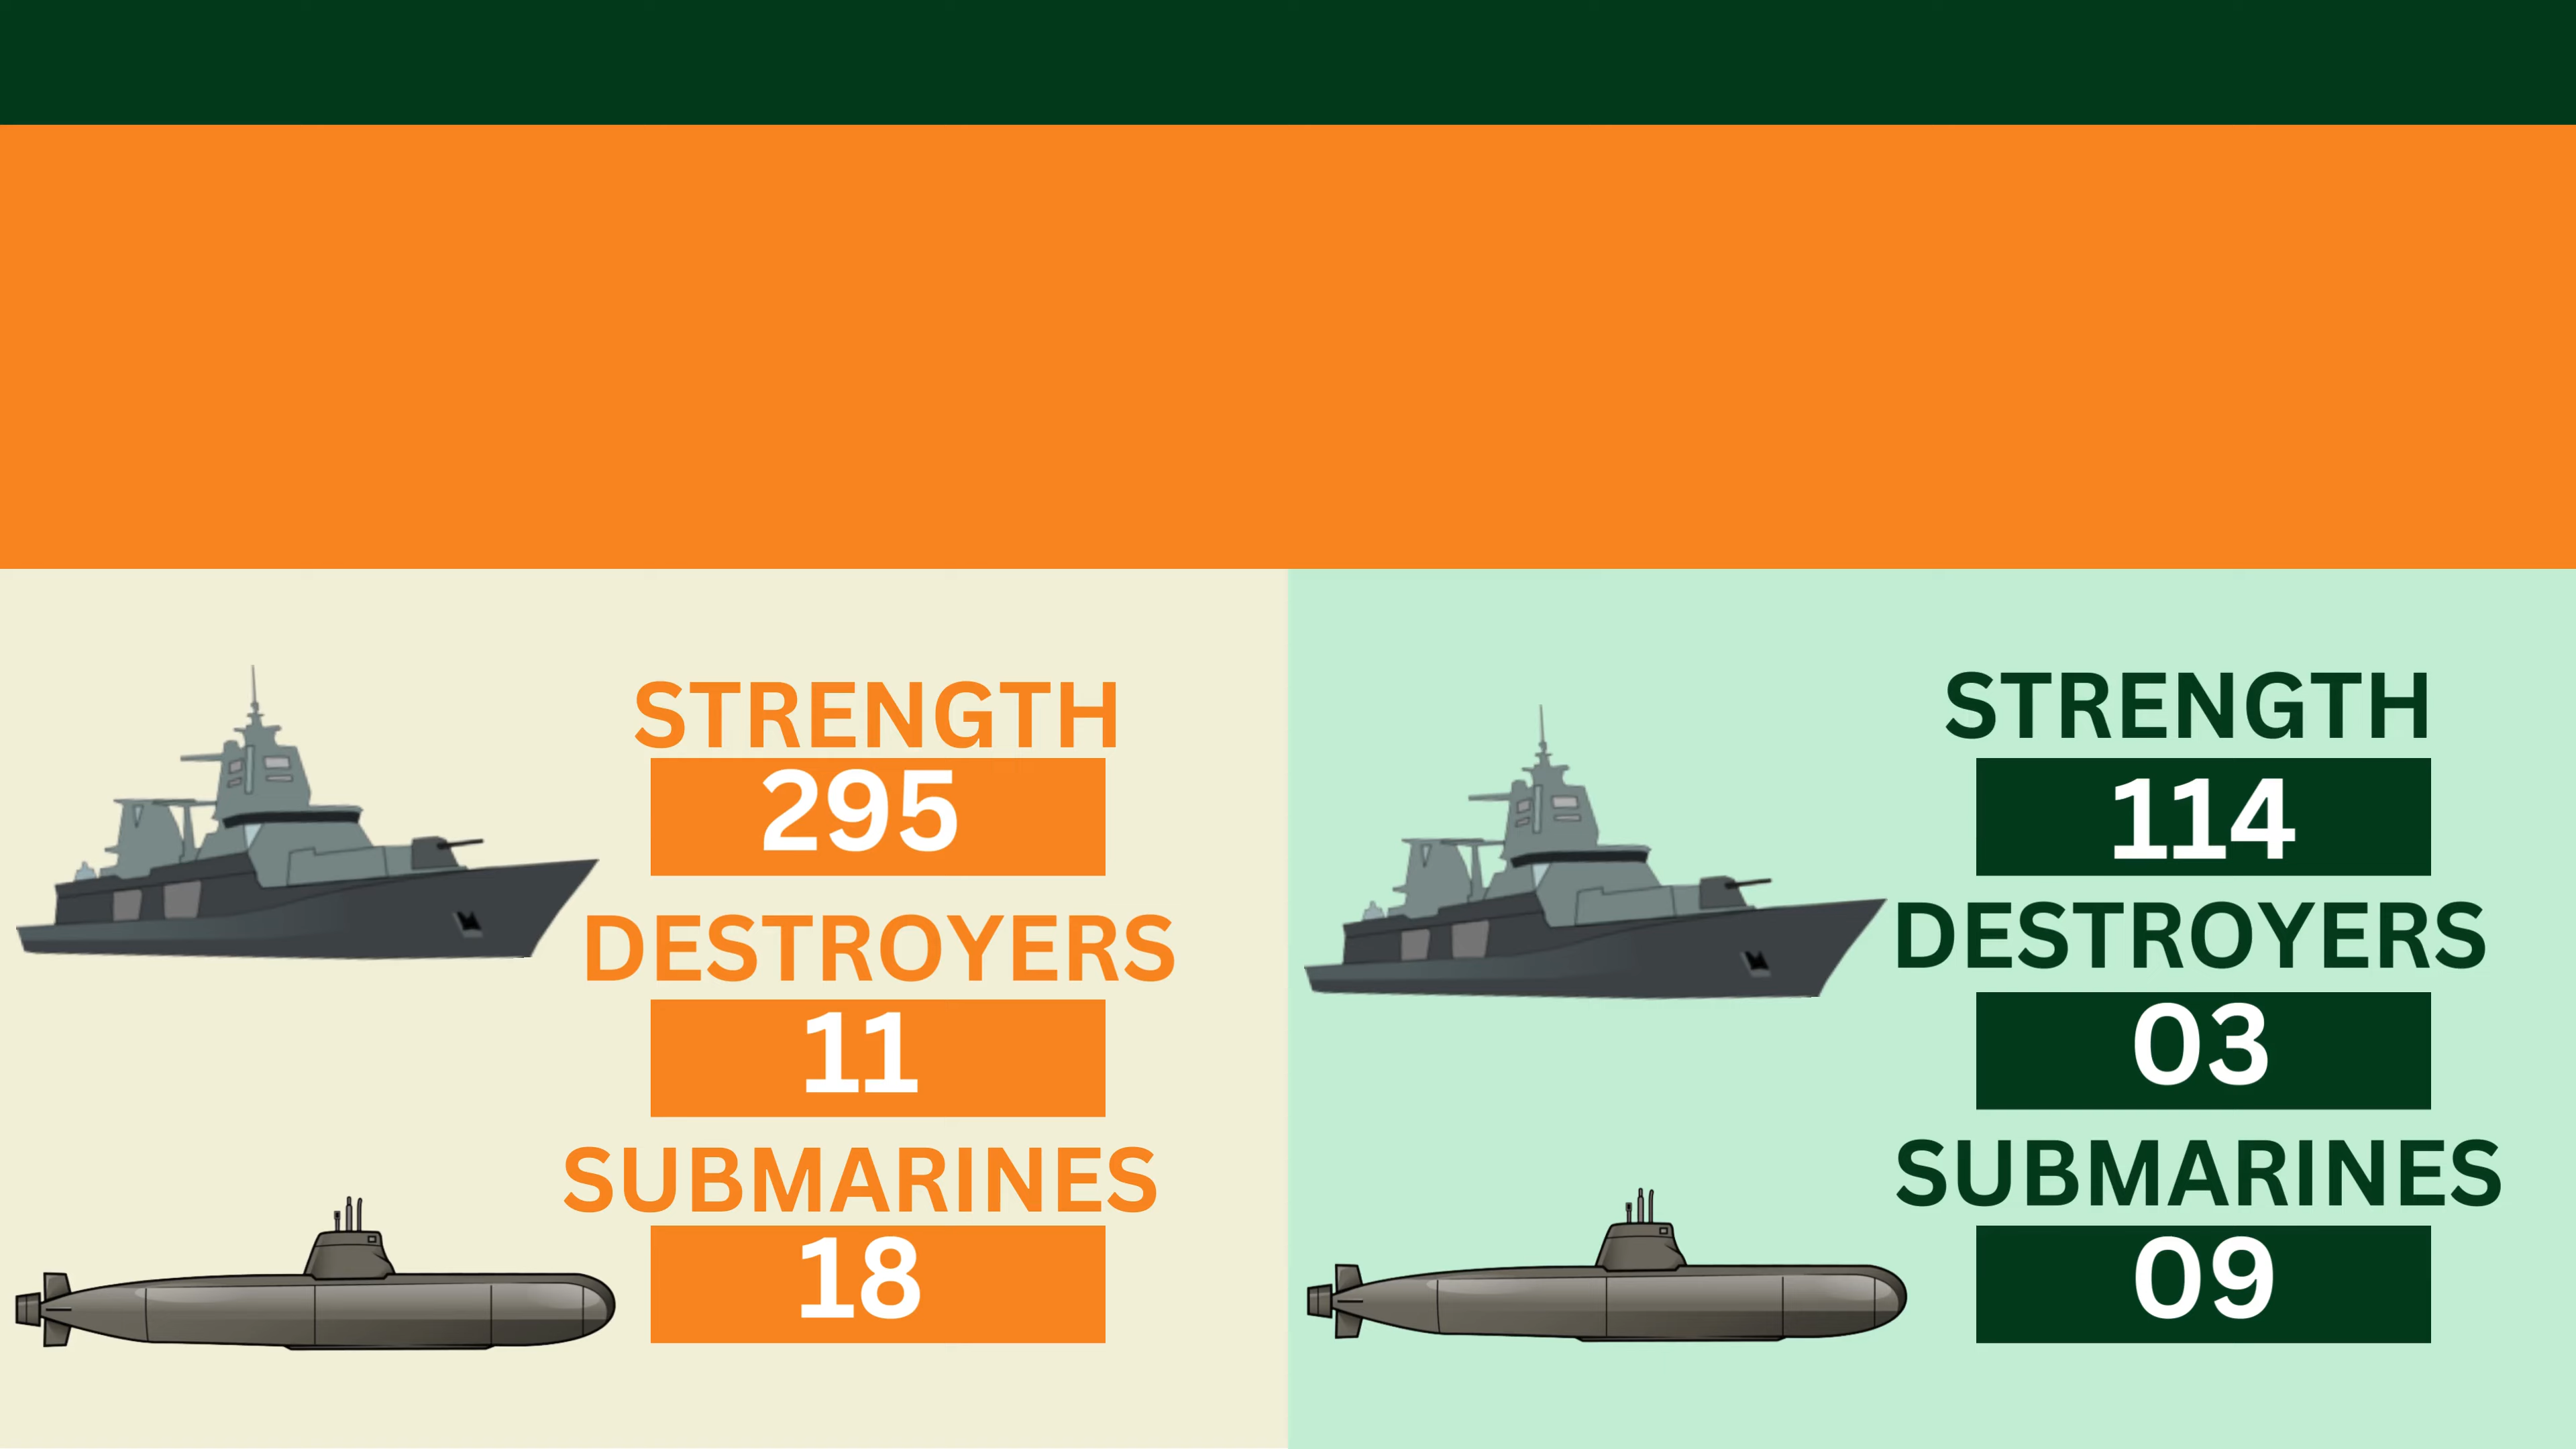 STRENGTH
295
DESTROYERS
11
SUBMARINES
18
STRENGTH
114
DESTROYERS
03
SUBMARINES
09